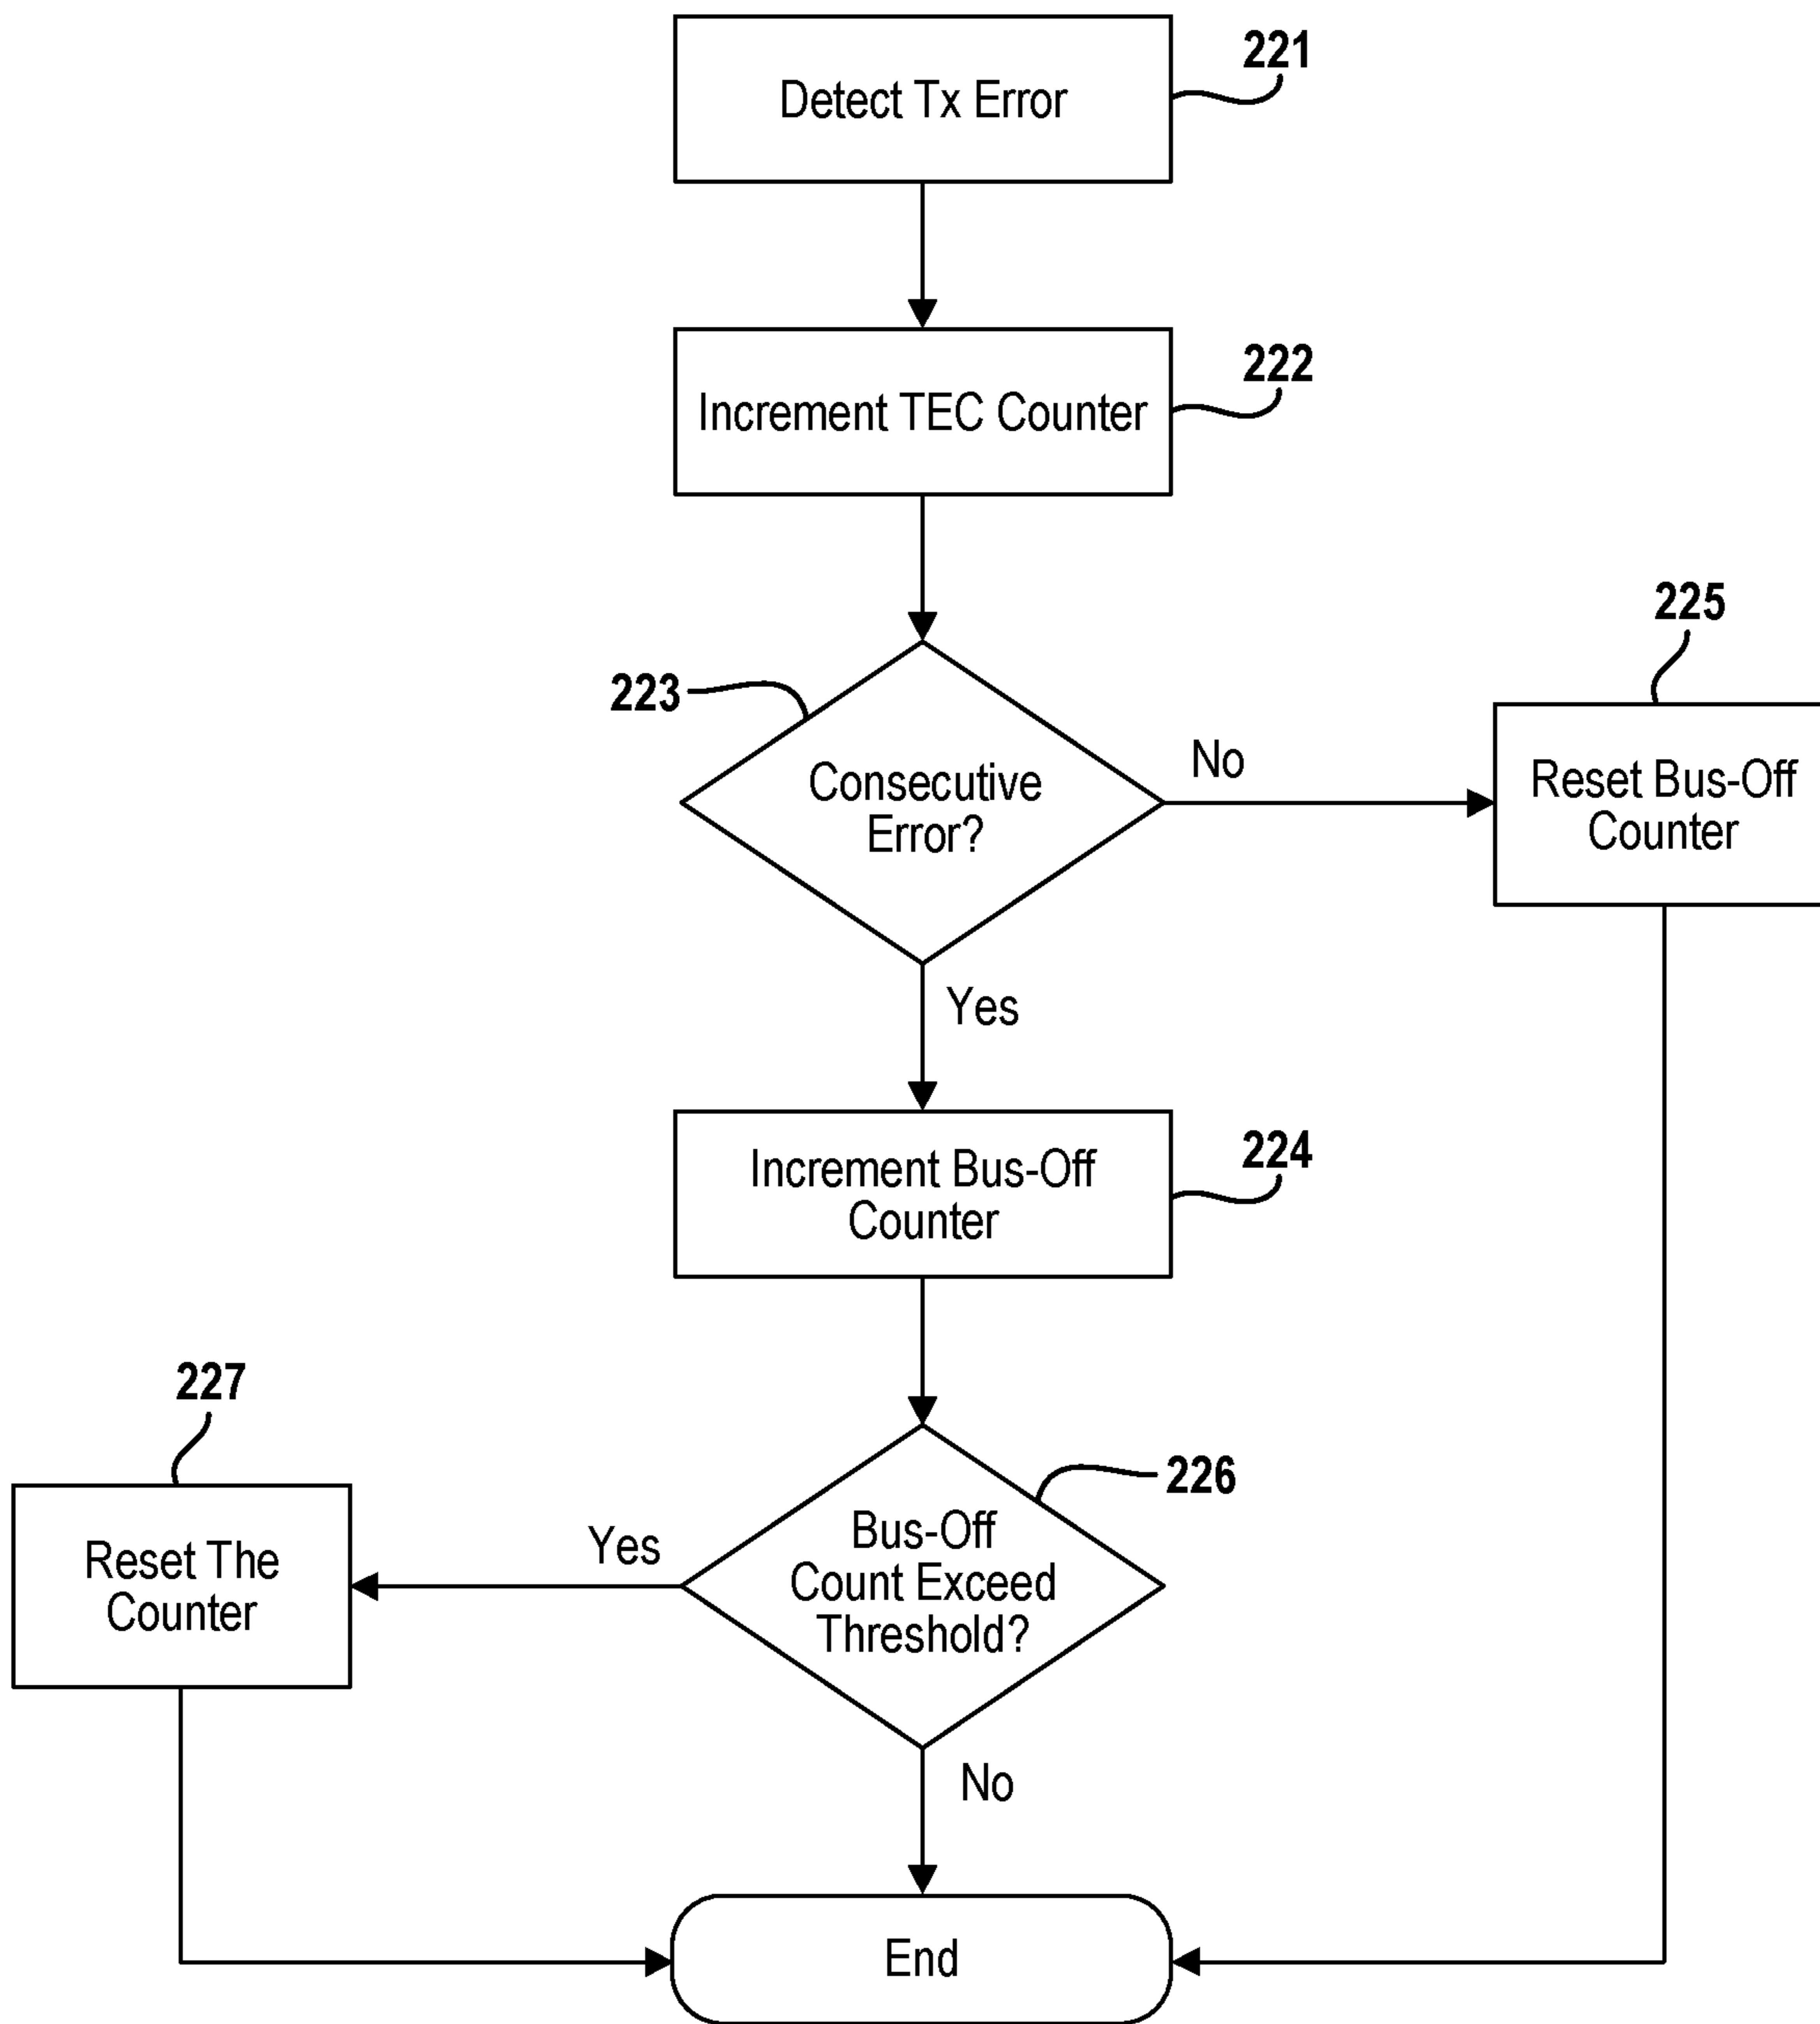 221
Detect Tx Error
222
Increment TEC Counter
225
223
Consecutive
Error?
No
Reset Bus-Off
Counter
Yes
224
Increment Bus-Off
Counter
227
226
Reset The
Counter
Yes
Bus-Off
Count Exceed
Threshold?
No
End